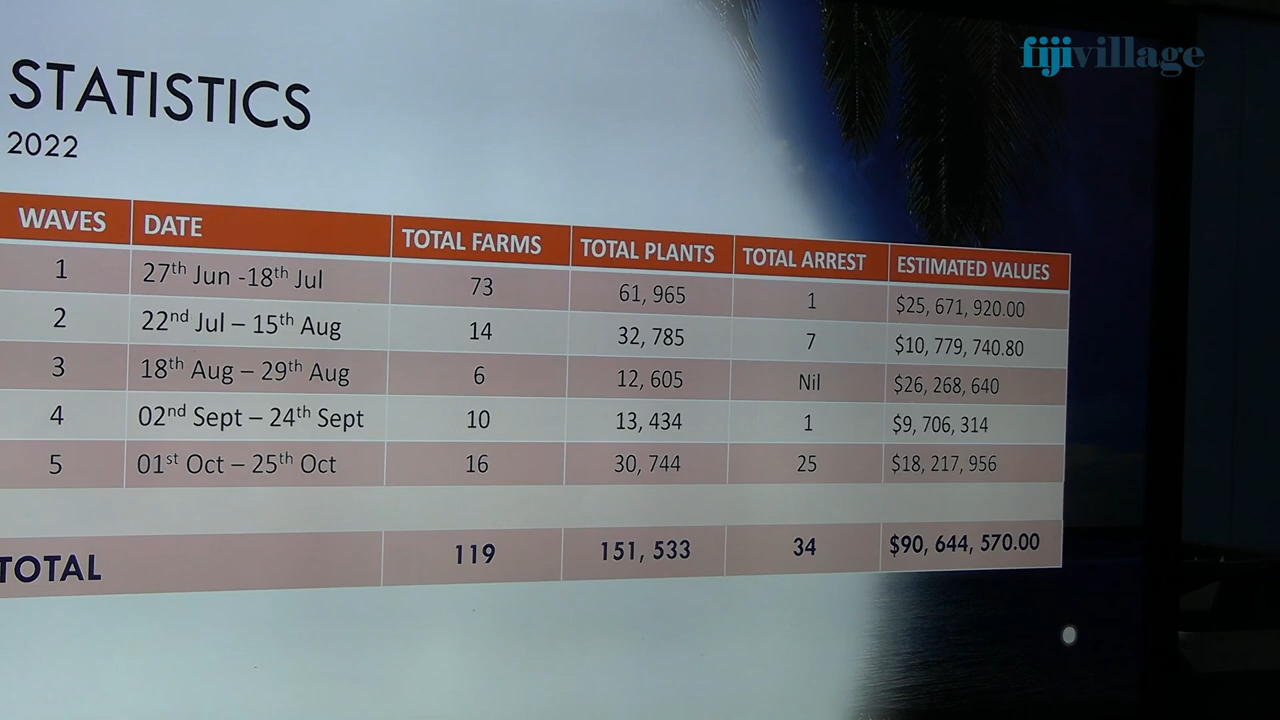 fijivillage
STATISTICS
2022
WAVES DATE TOTAL FARMS TOTAL PLANTS TOTAL ARREST ESTIMATED VALUES
1 27th Jun -18th Jul 73 61, 965 1 $25, 671, 920.00
2 22nd Jul – 15th Aug 14 32, 785 7 $10, 779, 740.80
3 18th Aug – 29th Aug 6 12, 605 Nil $26, 268, 640
4 02nd Sept – 24th Sept 10 13, 434 1 $9, 706, 314
5 01st Oct – 25th Oct 16 30, 744 25 $18, 217, 956
TOTAL 119 151, 533 34 $90, 644, 570.00